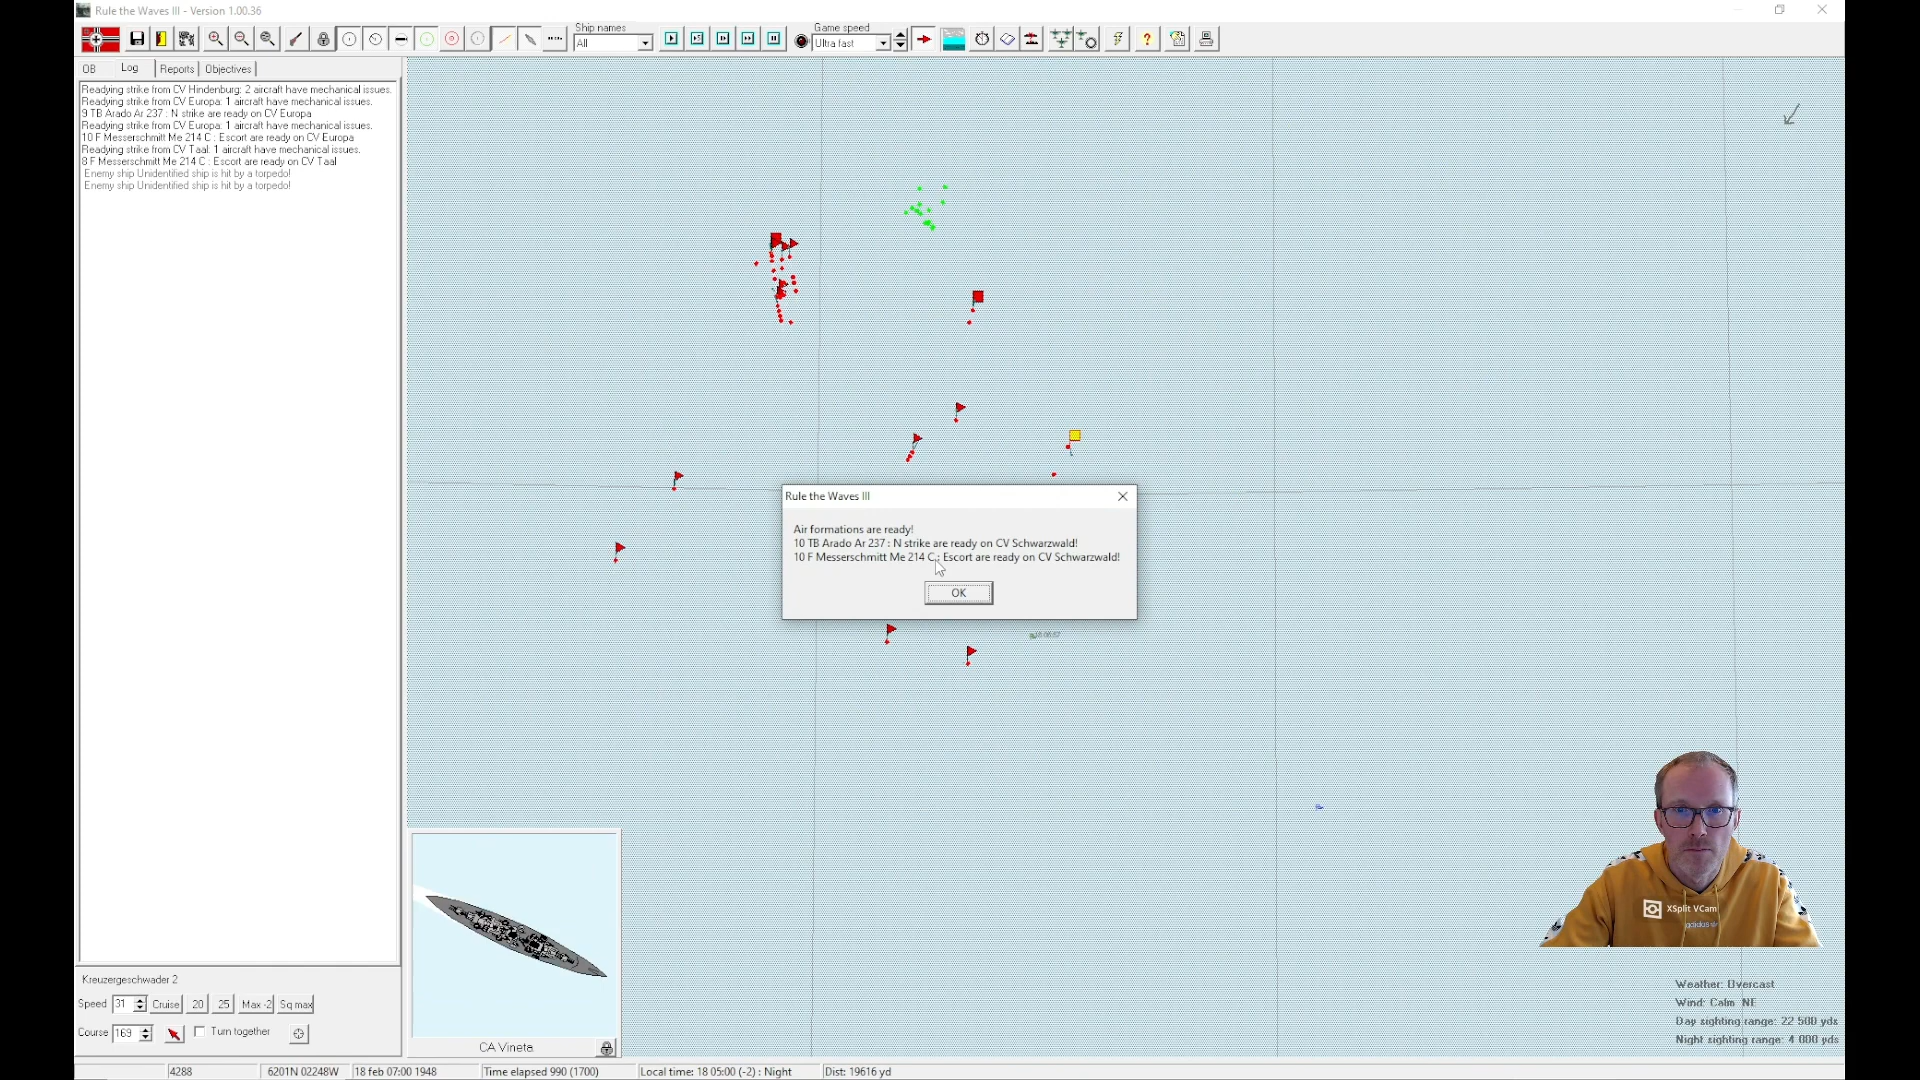 Rule the Waves III - Version 1.00.36
Ship names
All
Game speed
Ultra fast
OB
Log
Reports
Objectives
Readying strike from CV Hindenburg: 2 aircraft have mechanical issues.
Readying strike from CV Europa: 1 aircraft have mechanical issues.
9 TB Arado Ar 237 : N strike are ready on CV Europa
Readying strike from CV Europa: 1 aircraft have mechanical issues.
10 F Messerschmitt Me 214 C : Escort are ready on CV Europa
Readying strike from CV Taal: 1 aircraft have mechanical issues.
8 F Messerschmitt Me 214 C : Escort are ready on CV Taal
Enemy ship Unidentified ship is hit by a torpedo!
Enemy ship Unidentified ship is hit by a torpedo!
Rule the Waves III
Air formations are ready!
10 TB Arado Ar 237 : N strike are ready on CV Schwarzwald!
10 F Messerschmitt Me 214 C : Escort are ready on CV Schwarzwald!
OK
XSplit VCam
adidas
Kreuzergeschwader 2
Speed 31 Cruise 20 25 Max -2 Sq max
Course 169 Turn together
CA Vineta
Weather: Overcast
Wind: Calm NE
Day sighting range: 22 500 yds
Night sighting range: 4 000 yds
4288
6201N 02248W
18 feb 07:00 1948
Time elapsed 990 (1700)
Local time: 18 05:00 (-2) : Night
Dist: 19616 yd